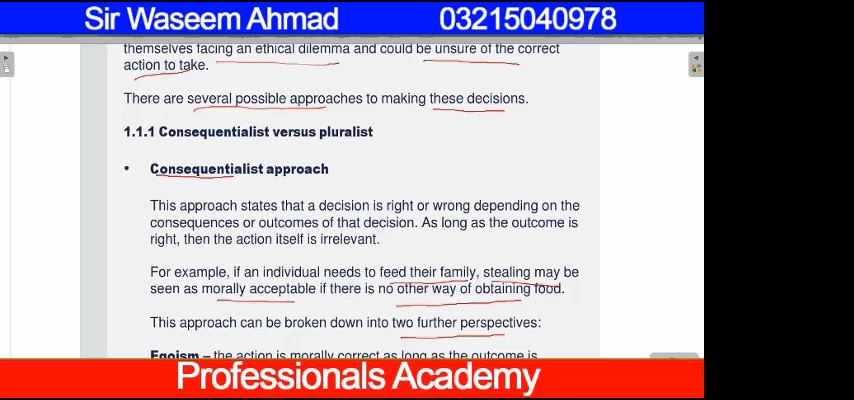 Sir Waseem Ahmad 03215040978
themselves facing an ethical dilemma and could be unsure of the correct
action to take.
There are several possible approaches to making these decisions.
1.1.1 Consequentialist versus pluralist
• Consequentialist approach
This approach states that a decision is right or wrong depending on the
consequences or outcomes of that decision. As long as the outcome is
right, then the action itself is irrelevant.
For example, if an individual needs to feed their family, stealing may be
seen as morally acceptable if there is no other way of obtaining food.
This approach can be broken down into two further perspectives:
Egoism – the action is morally correct as long as the outcome is
Professionals Academy